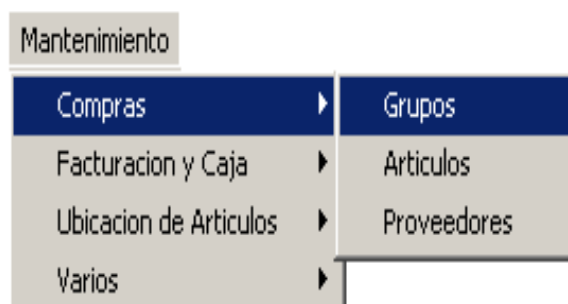 Mantenimiento
Compras
Facturacion y Caja
Ubicacion de Articulos
Varios
Grupos
Articulos
Proveedores